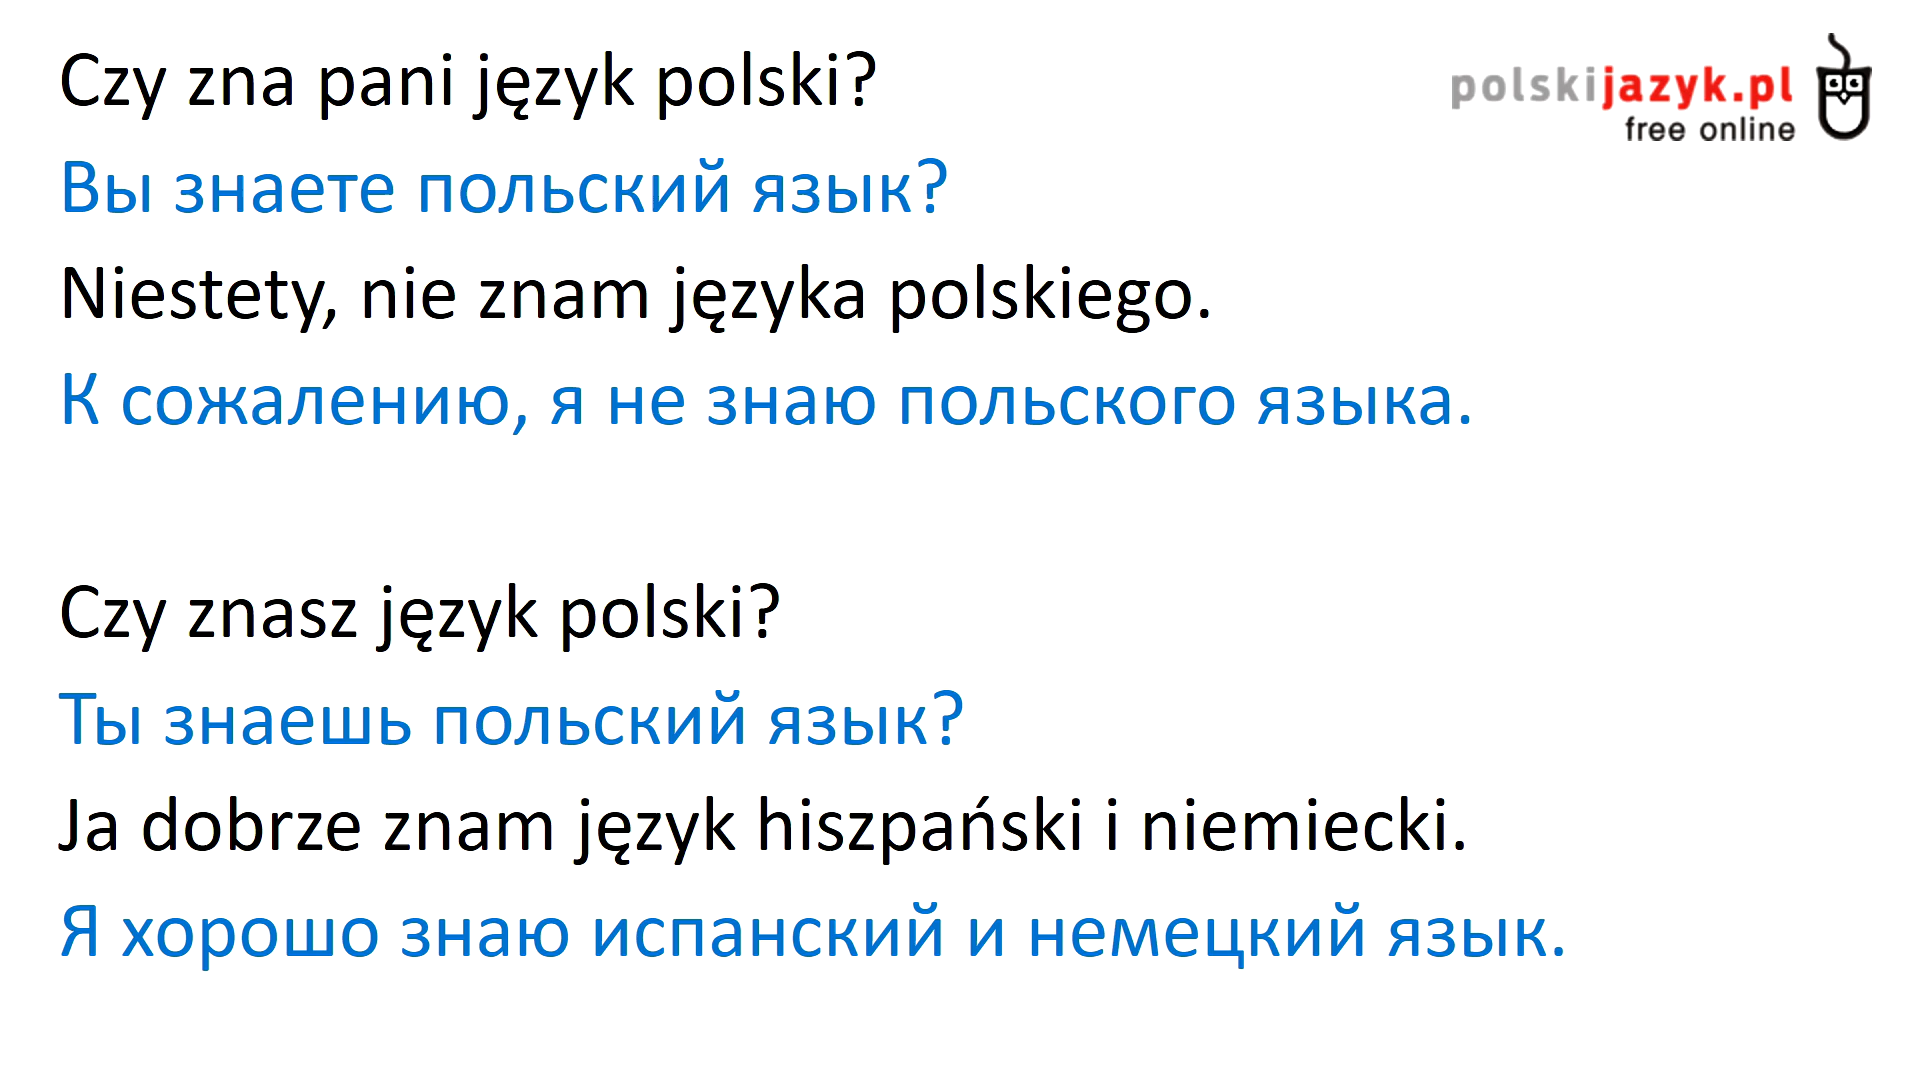 Czy zna pani język polski?
polskijazyk.pl
free online
Вы знаете польский язык?
Niestety, nie znam języka polskiego.
К сожалению, я не знаю польского языка.
Czy znasz język polski?
Ты знаешь польский язык?
Ja dobrze znam język hiszpański i niemiecki.
Я хорошо знаю испанский и немецкий язык.